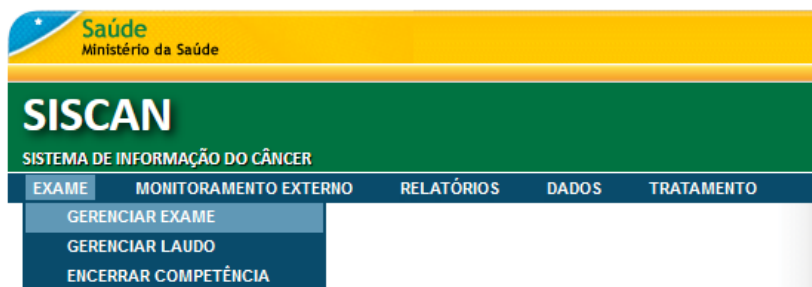 Saúde
Ministério da Saúde
SISCAN
SISTEMA DE INFORMAÇÃO DO CÂNCER
EXAME MONITORAMENTO EXTERNO RELATÓRIOS DADOS TRATAMENTO
GERENCIAR EXAME
GERENCIAR LAUDO
ENCERRAR COMPETÊNCIA